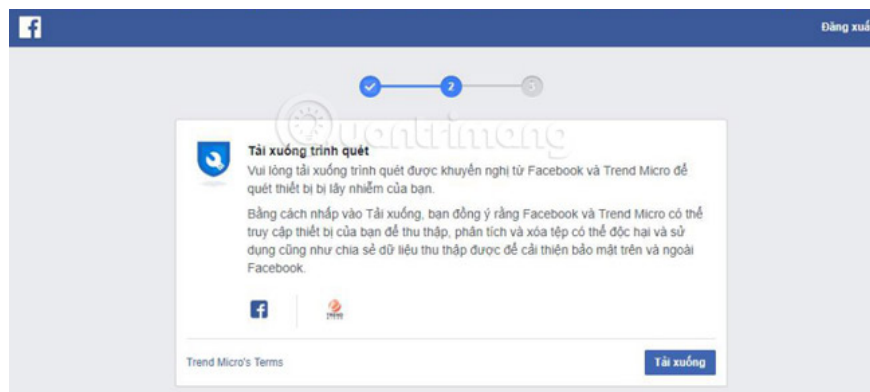 f
Đăng xuấ
2
3
Quantrimang
Tải xuống trình quét
Vui lòng tải xuống trình quét được khuyến nghị từ Facebook và Trend Micro để
quét thiết bị bị lây nhiễm của bạn.
Bằng cách nhấp vào Tải xuống, bạn đồng ý rằng Facebook và Trend Micro có thể
truy cập thiết bị của bạn để thu thập, phân tích và xóa tệp có thể độc hại và sử
dụng cũng như chia sẻ dữ liệu thu thập được để cải thiện bảo mật trên và ngoài
Facebook.
f
Trend Micro's Terms
Tải xuống